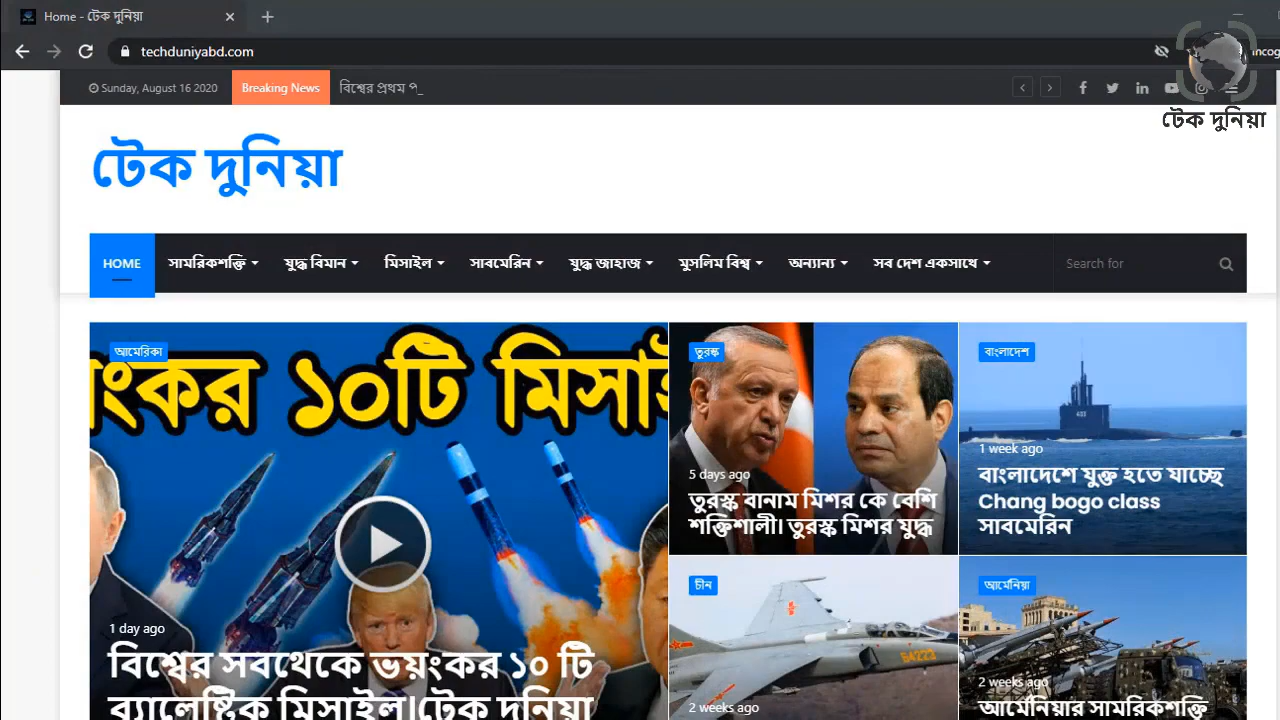 Home - টেক দুনিয়া
techduniyabd.com
Sunday, August 16 2020
Breaking News
বিশ্বের প্রথম প_
টেক দুনিয়া
টেক দুনিয়া
HOME
সামরিকশক্তি
যুদ্ধ বিমান
মিসাইল
সাবমেরিন
যুদ্ধ জাহাজ
মুসলিম বিশ্ব
অন্যান্য
সব দেশ একসাথে
Search for
আমেরিকা
১০টি
1 day ago
বিশ্বের সবথেকে ভয়ংকর ১০ টি
ব্যালেষ্টিক মিসাইল।টেক দুনিয়া
তুরস্ক
5 days ago
তুরস্ক বানাম মিশর কে বেশি
শক্তিশালী। তুরস্ক মিশর যুদ্ধ
বাংলাদেশ
1 week ago
বাংলাদেশে যুক্ত হতে যাচ্ছে
Chang bogo class
সাবমেরিন
চীন
2 weeks ago
আর্মেনিয়া
2 weeks ago
আর্মেনিয়ার সামরিকশক্তি